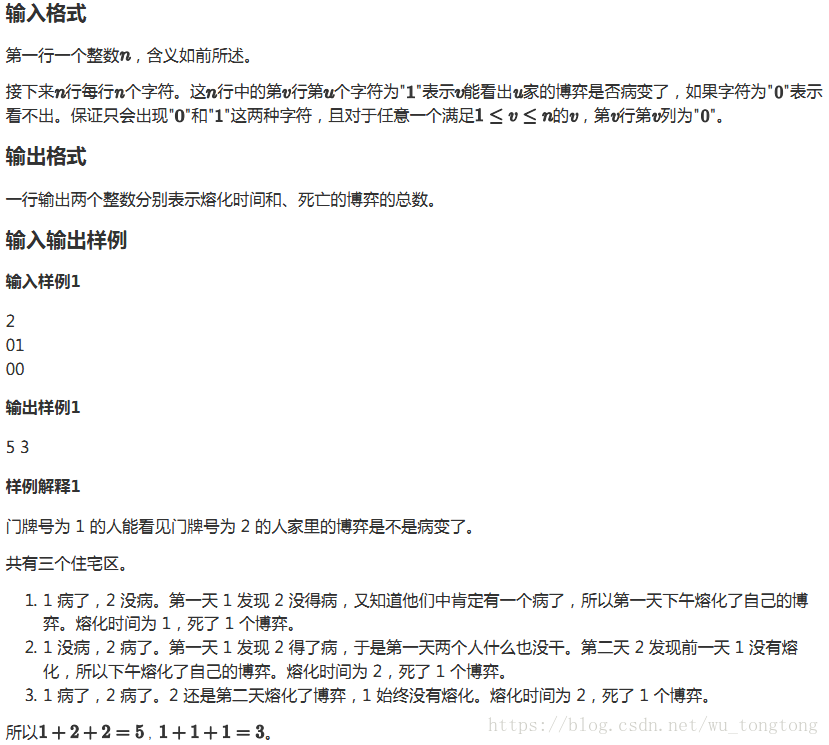 输入格式
第一行一个整数n，含义如前所述。
接下来n行每行n个字符。这n行中的第v行第u个字符为"1"表示v能看出u家的博弈是否病变了，如果字符为"0"表示
看不出。保证只会出现"0"和"1"这两种字符，且对于任意一个满足1 ≤ v ≤ n的v，第v行第v列为"0"。
输出格式
一行输出两个整数分别表示熔化时间和、死亡的博弈的总数。
输入输出样例
输入样例1
2
01
00
输出样例1
5 3
样例解释1
门牌号为 1 的人能看见门牌号为 2 的人家里的博弈是不是病变了。
共有三个住宅区。
1. 1 病了，2 没病。第一天 1 发现 2 没得病，又知道他们中肯定有一个病了，所以第一天下午熔化了自己的博
弈。熔化时间为 1，死了 1 个博弈。
2. 1 没病，2 病了。第一天 1 发现 2 得了病，于是第一天两个人什么也没干。第二天 2 发现前一天 1 没有熔
化，所以下午熔化了自己的博弈。熔化时间为 2，死了 1 个博弈。
3. 1 病了，2 病了。2 还是第二天熔化了博弈，1 始终没有熔化。熔化时间为 2，死了 1 个博弈。
所以1 + 2 + 2 = 5，1 + 1 + 1 = 3。
https://blog.csdn.net/wu_tongtong